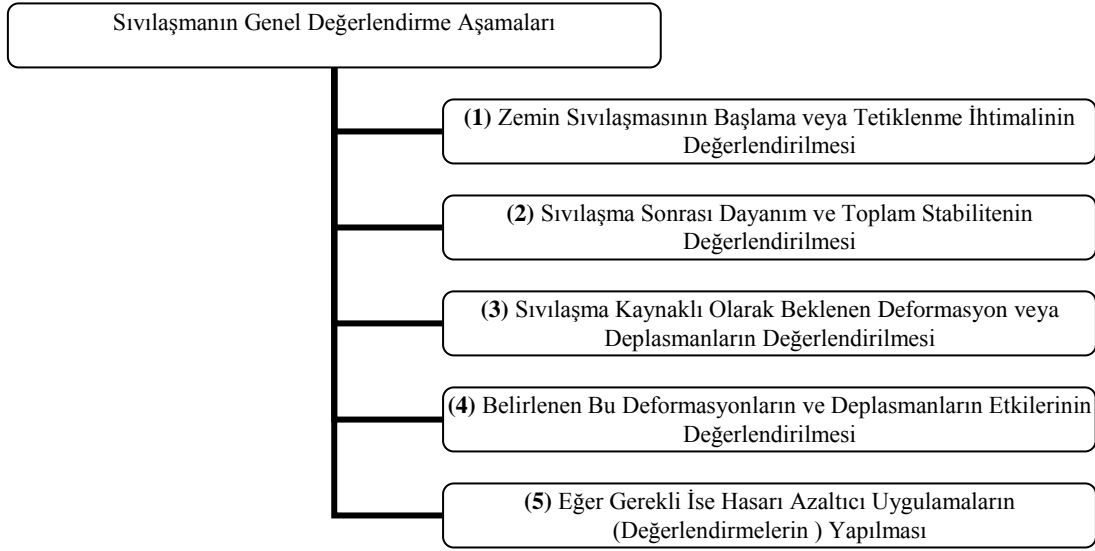 Sıvılaşmanın Genel Değerlendirme Aşamaları
(1) Zemin Sıvılaşmasının Başlama veya Tetiklenme İhtimalinin
Değerlendirilmesi
(2) Sıvılaşma Sonrası Dayanım ve Toplam Stabilitenin
Değerlendirilmesi
(3) Sıvılaşma Kaynaklı Olarak Beklenen Deformasyon veya
Deplasmanların Değerlendirilmesi
(4) Belirlenen Bu Deformasyonların ve Deplasmanların Etkilerinin
Değerlendirilmesi
(5) Eğer Gerekli İse Hasarı Azaltıcı Uygulamaların
(Değerlendirmelerin ) Yapılması